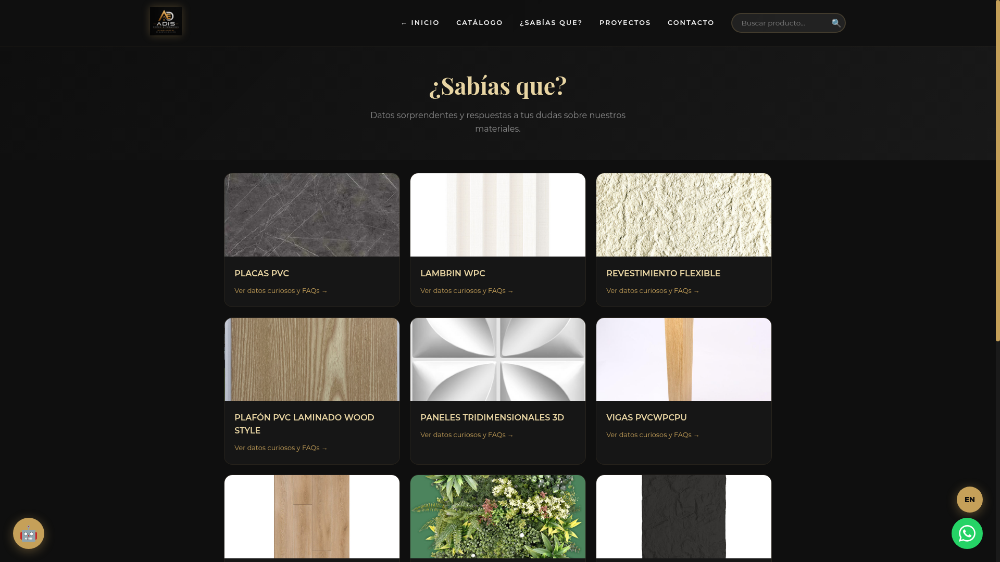 ADIS
← INICIO
CATÁLOGO
¿SABÍAS QUE?
PROYECTOS
CONTACTO
Buscar producto...
¿Sabías que?
Datos sorprendentes y respuestas a tus dudas sobre nuestros
materiales.
PLACAS PVC
Ver datos curiosos y FAQs →
LAMBRIN WPC
Ver datos curiosos y FAQs →
REVESTIMIENTO FLEXIBLE
Ver datos curiosos y FAQs →
PLAFÓN PVC LAMINADO WOOD
STYLE
Ver datos curiosos y FAQs →
PANELES TRIDIMENSIONALES 3D
Ver datos curiosos y FAQs →
VIGAS PVCWPCPU
Ver datos curiosos y FAQs →
EN